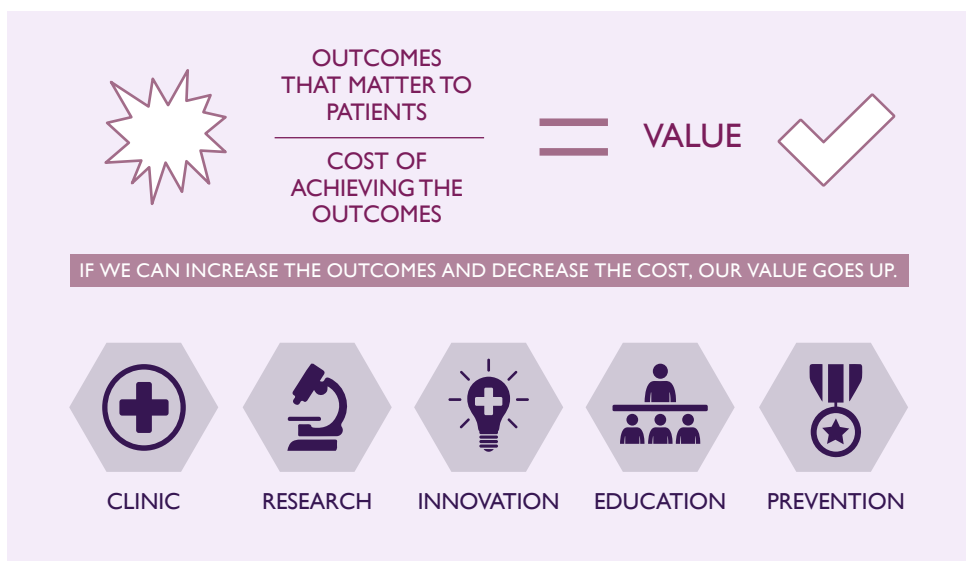 OUTCOMES
THAT MATTER TO
PATIENTS
COST OF
ACHIEVING THE
OUTCOMES
VALUE
IF WE CAN INCREASE THE OUTCOMES AND DECREASE THE COST, OUR VALUE GOES UP.
CLINIC
RESEARCH
INNOVATION
EDUCATION
PREVENTION